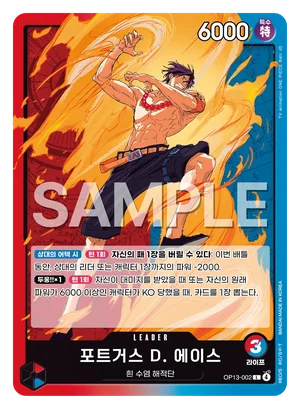 6000
특수
特
SAMPLE
상대의 어택 시 턴 1회 자신의 패 1장을 버릴 수 있다: 이번 배틀
동안, 상대의 리더 또는 캐릭터 1장까지의 파워 -2000.
두웅!!×1 턴 1회 자신이 대미지를 받았을 때 또는 자신의 원래
파워가 6000 이상인 캐릭터가 KO 당했을 때, 카드를 1장 뽑는다.
LEADER
포트거스 D. 에이스
흰 수염 해적단
3
라이프
OP13-002 L